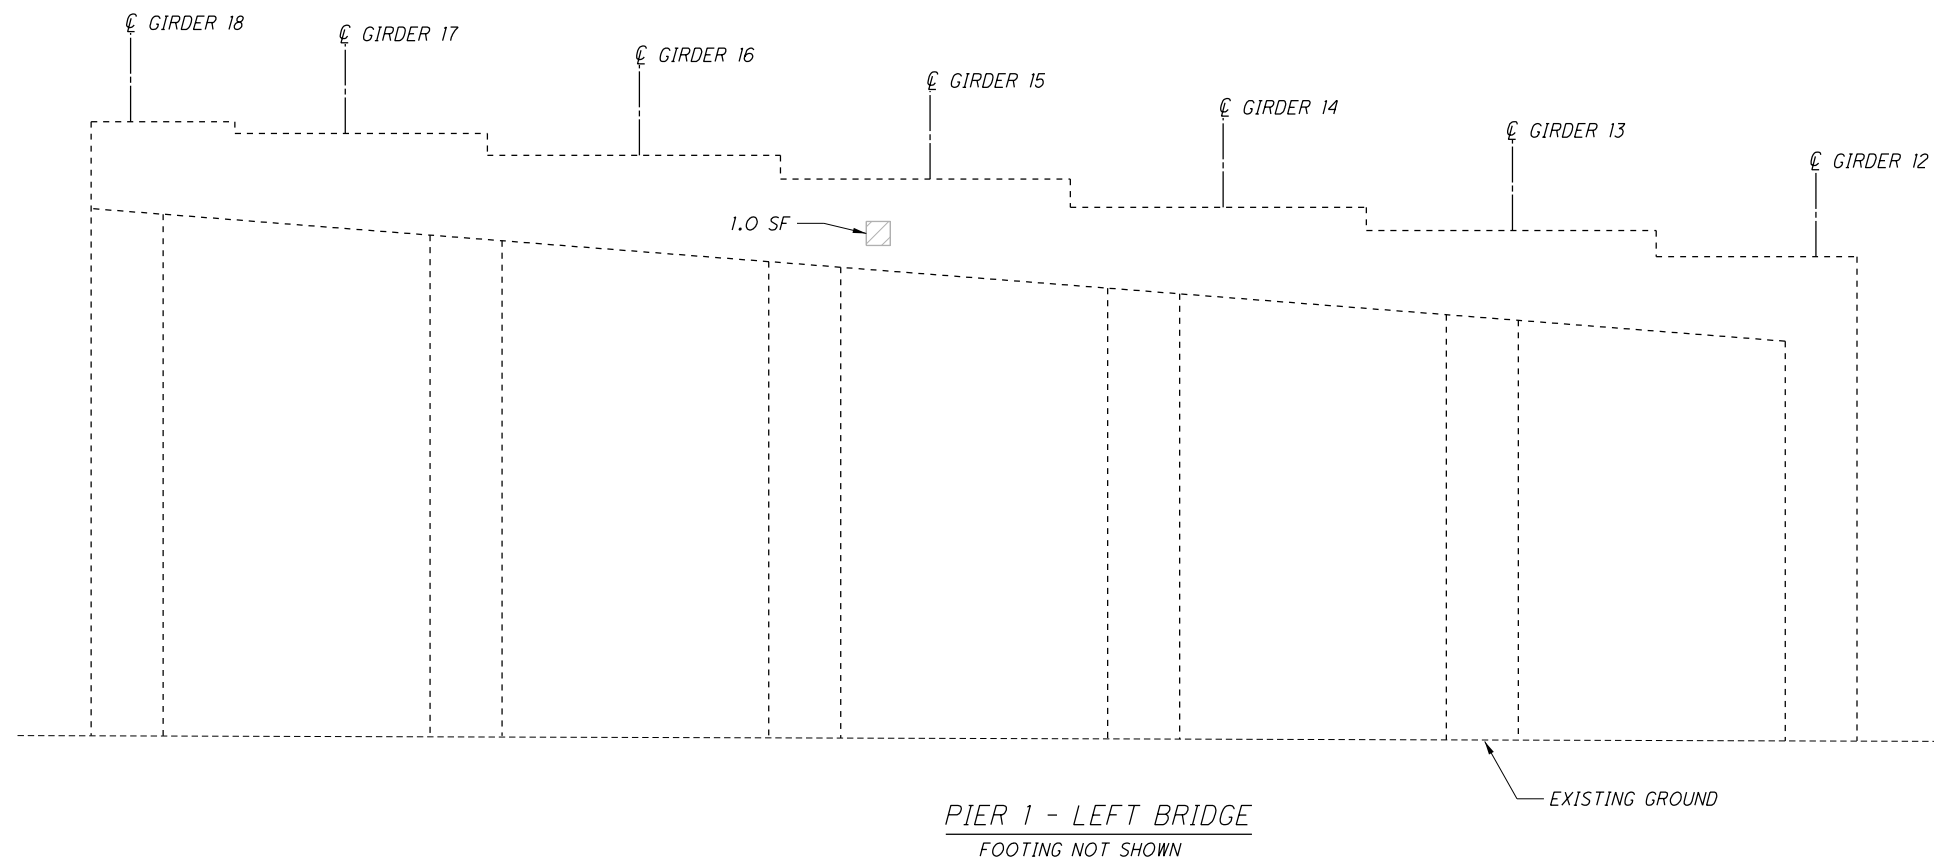 ℄ GIRDER 18
℄ GIRDER 17
℄ GIRDER 16
℄ GIRDER 15
℄ GIRDER 14
℄ GIRDER 13
℄ GIRDER 12
1.0 SF
EXISTING GROUND
PIER 1 - LEFT BRIDGE
FOOTING NOT SHOWN